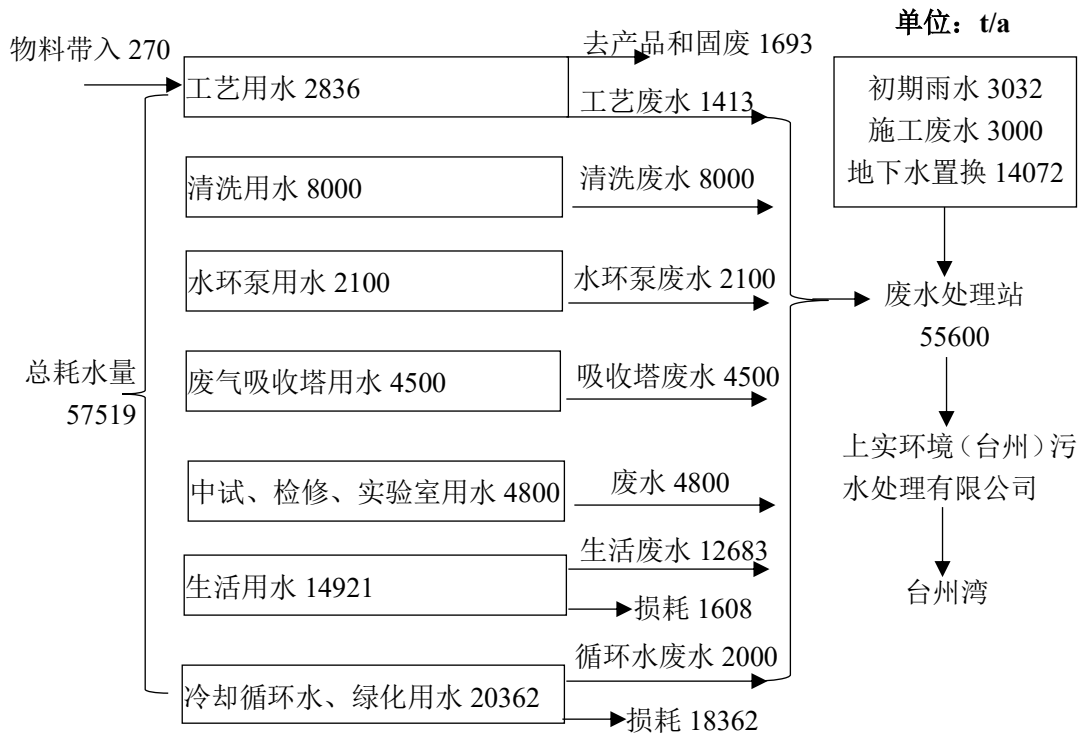 单位：t/a
物料带入 270
去产品和固废 1693
工艺用水 2836
工艺废水 1413
初期雨水 3032
施工废水 3000
地下水置换 14072
清洗用水 8000
清洗废水 8000
水环泵用水 2100
水环泵废水 2100
废水处理站
55600
总耗水量
57519
废气吸收塔用水 4500
吸收塔废水 4500
上实环境（台州）污
水处理有限公司
中试、检修、实验室用水 4800
废水 4800
生活用水 14921
生活废水 12683
损耗 1608
台州湾
冷却循环水、绿化用水 20362
循环水废水 2000
损耗 18362